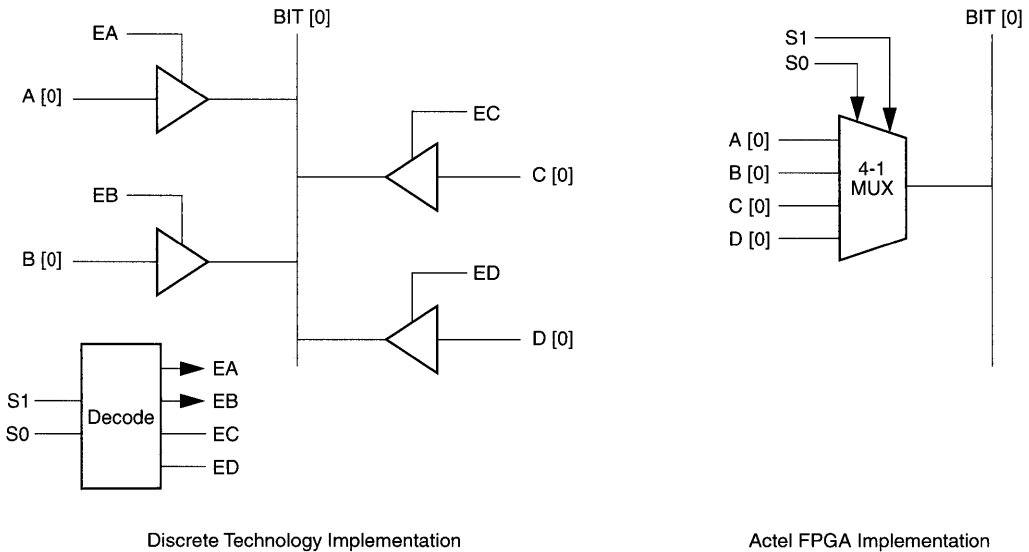 BIT [0]
EA
A [0]
EC
C [0]
EB
B [0]
ED
D [0]
S1
S0
Decode
EA
EB
EC
ED
Discrete Technology Implementation
BIT [0]
S1
S0
A [0]
B [0]
C [0]
D [0]
4-1
MUX
Actel FPGA Implementation